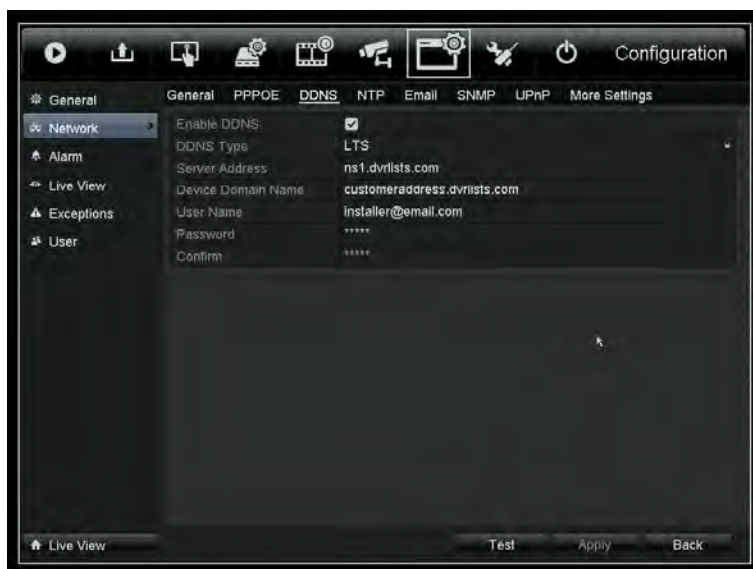 Configuration
General PPPOE DDNS NTP Email SNMP UPnP More Settings
General
Network
Alarm
Live View
Exceptions
User
Enable DDNS
DDNS Type LTS
Server Address ns1.dvrlists.com
Device Domain Name customeraddress.dvrlists.com
User Name installer@email.com
Password *****
Confirm *****
Live View Test Apply Back